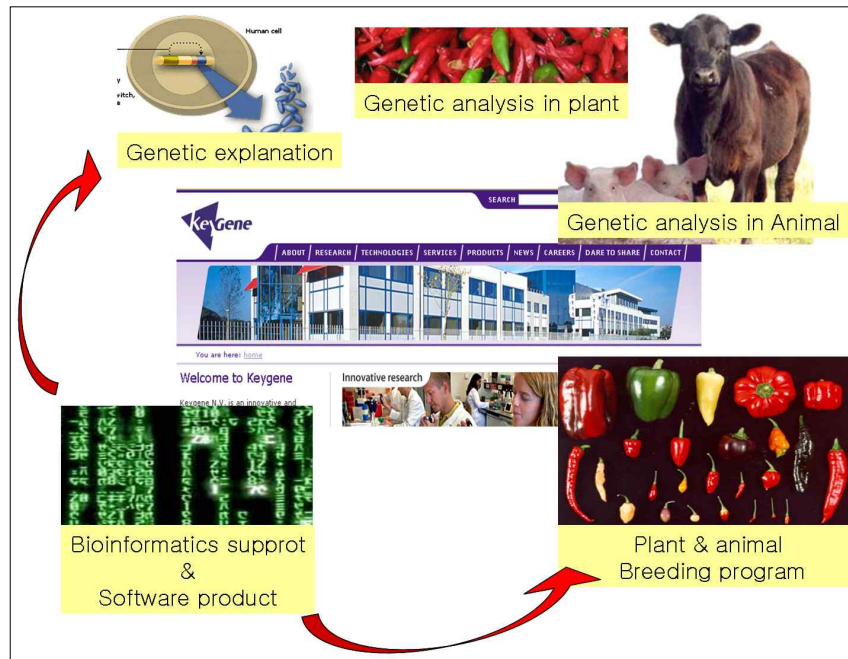 Human cell
y
vitch,
a
Genetic explanation
Genetic analysis in plant
Genetic analysis in Animal
SEARCH
KeyGene
ABOUT / RESEARCH / TECHNOLOGIES / SERVICES / PRODUCTS / NEWS / CAREERS / DARE TO SHARE / CONTACT
You are here: home
Welcome to Keygene
Keygene N.V. is an innovative and
Innovative research
Bioinformatics supprot
&
Software product
Plant & animal
Breeding program